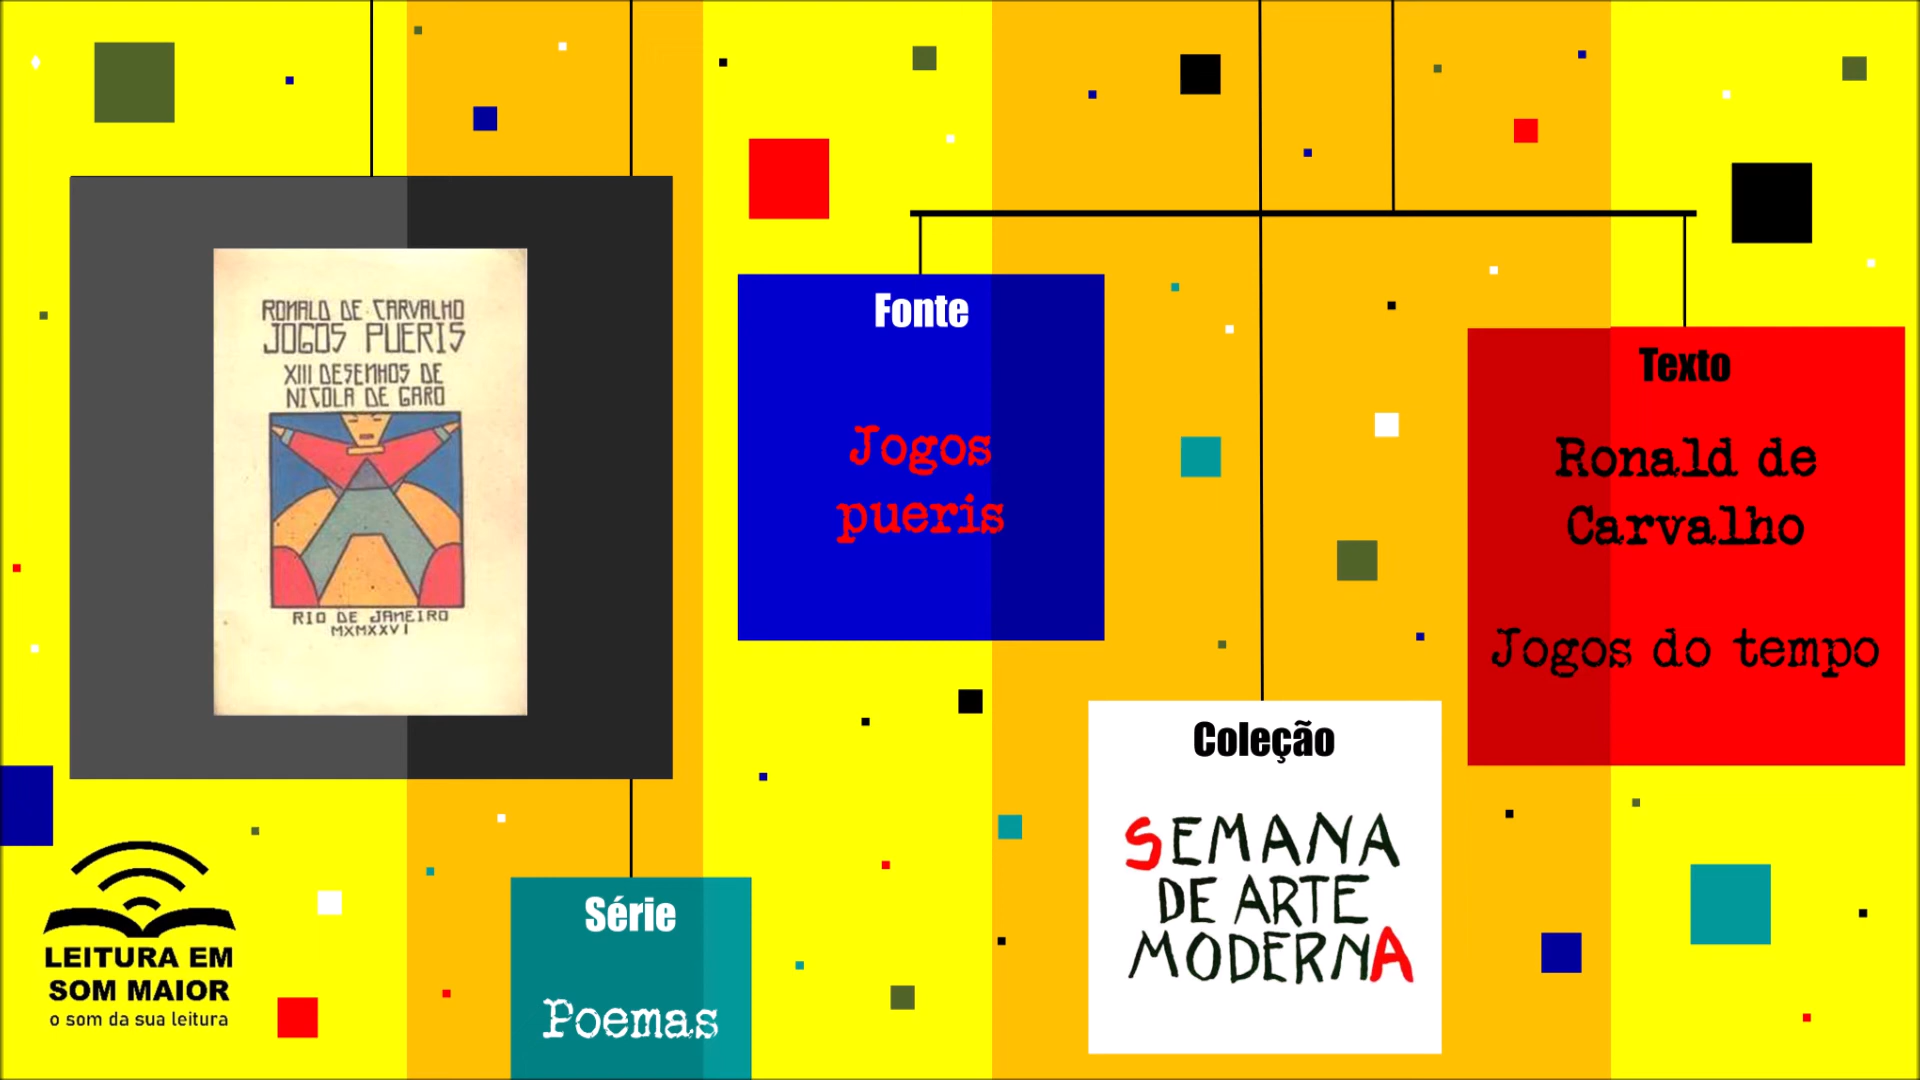 RONALD DE CARVALHO
JOGOS PUERIS
XIII DESENHOS DE
NICOLA DE GARO
RIO DE JANEIRO
MXMXXVI
Fonte
Jogos
pueris
Texto
Ronald de
Carvalho
Jogos do tempo
Coleção
SEMANA
DE ARTE
MODERNA
Série
Poemas
LEITURA EM
SOM MAIOR
o som da sua leitura